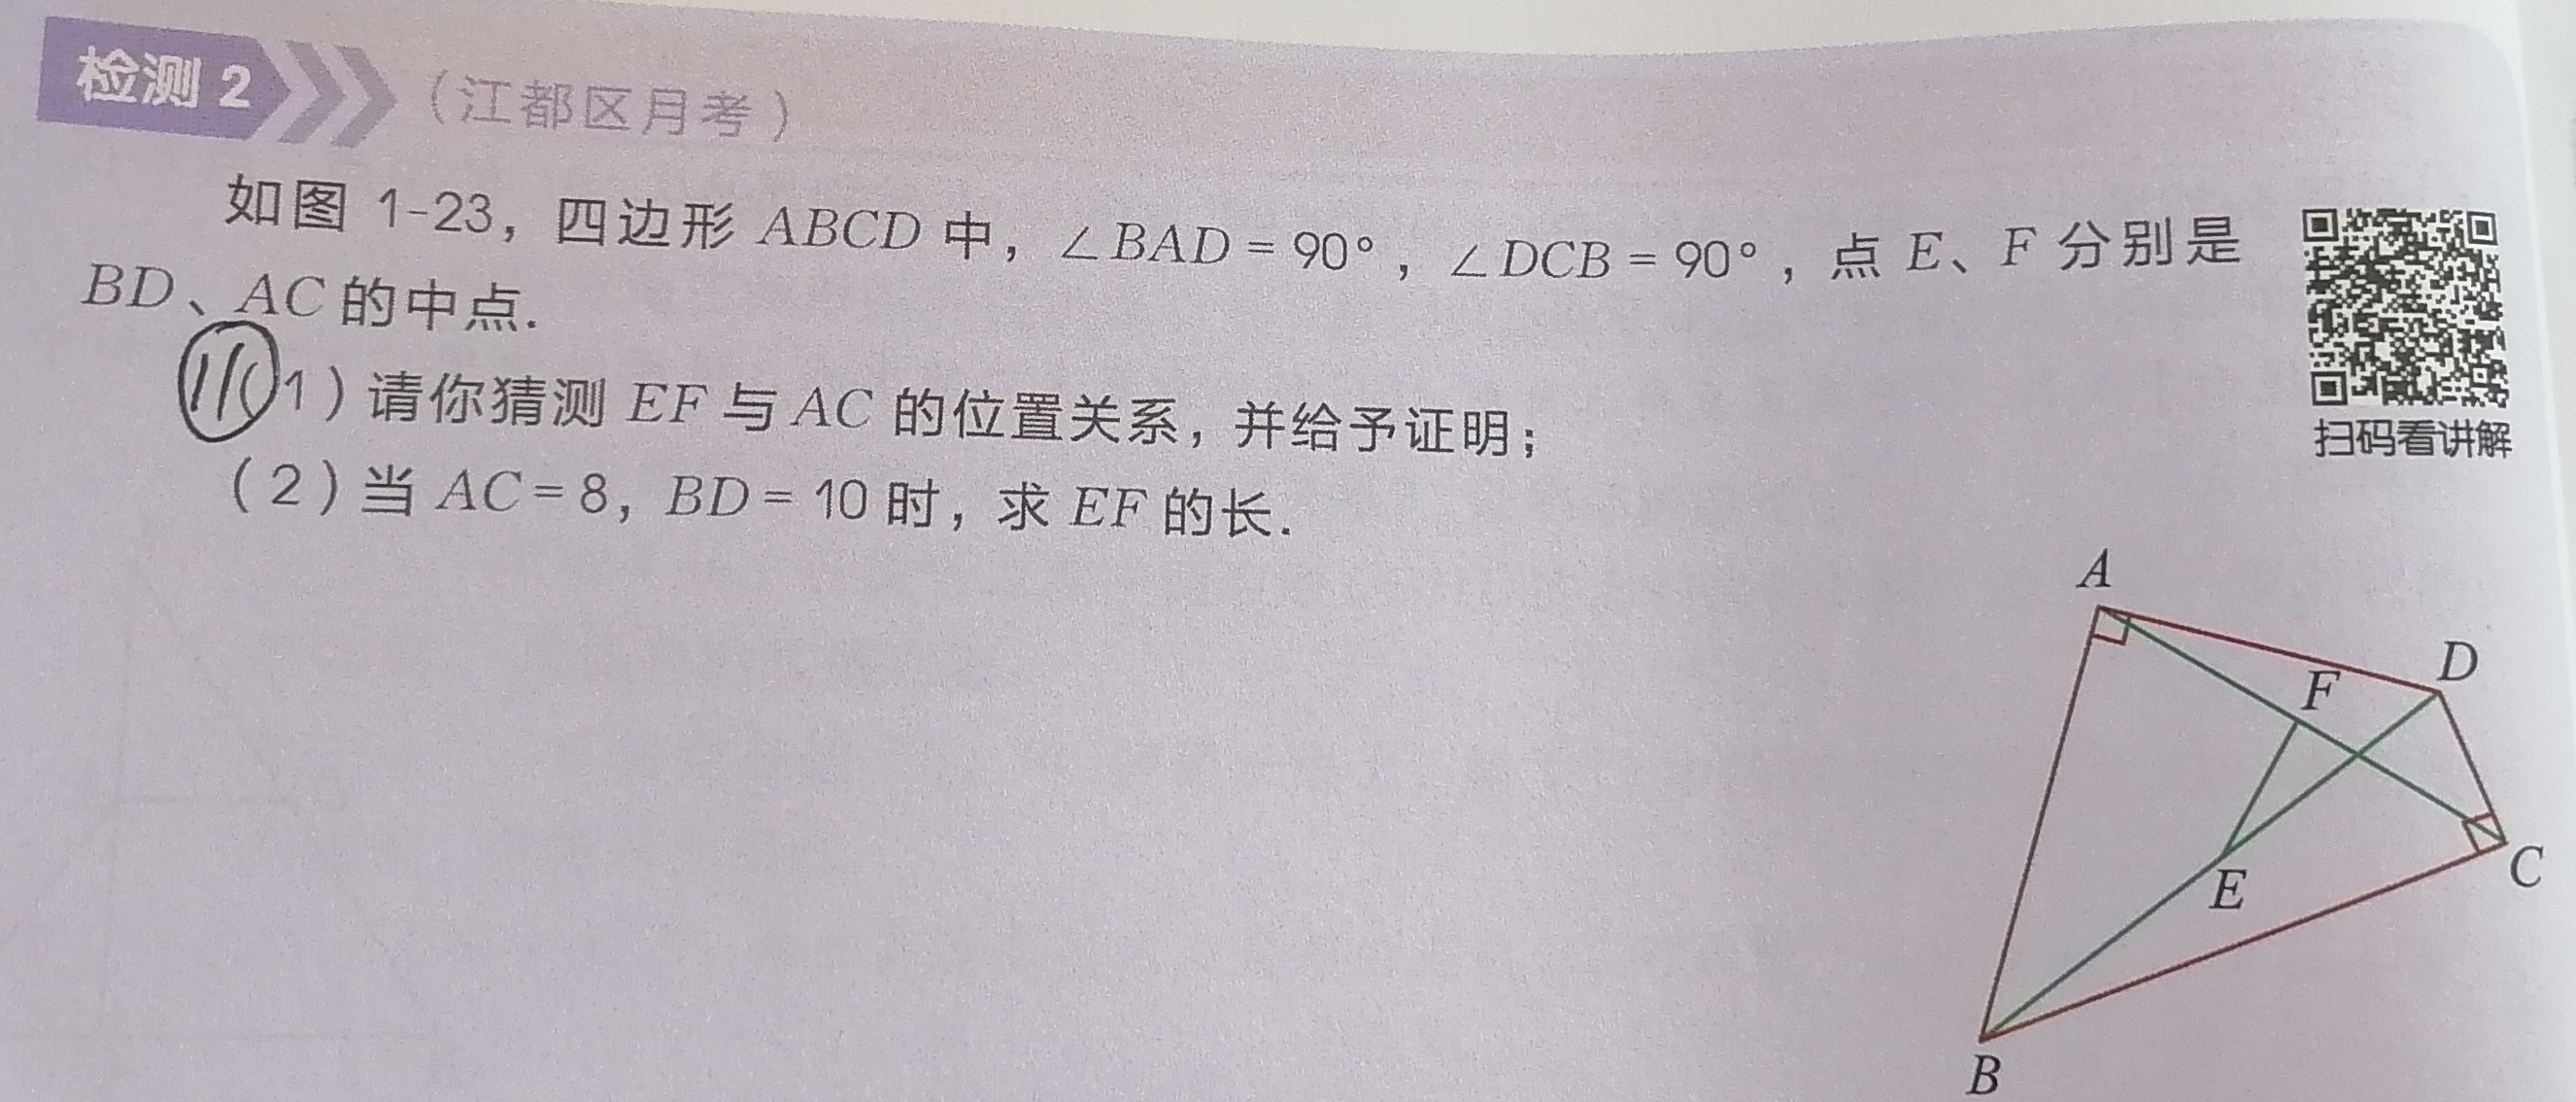 检测 2 (江都区月考)
如图 1-23, 四边形 ABCD 中, ∠BAD = 90°, ∠DCB = 90°, 点 E、F 分别是
BD、AC 的中点.
11 (1) 请你猜测 EF 与 AC 的位置关系, 并给予证明;
(2) 当 AC = 8, BD = 10 时, 求 EF 的长.
扫码看讲解
A
D
F
E
C
B